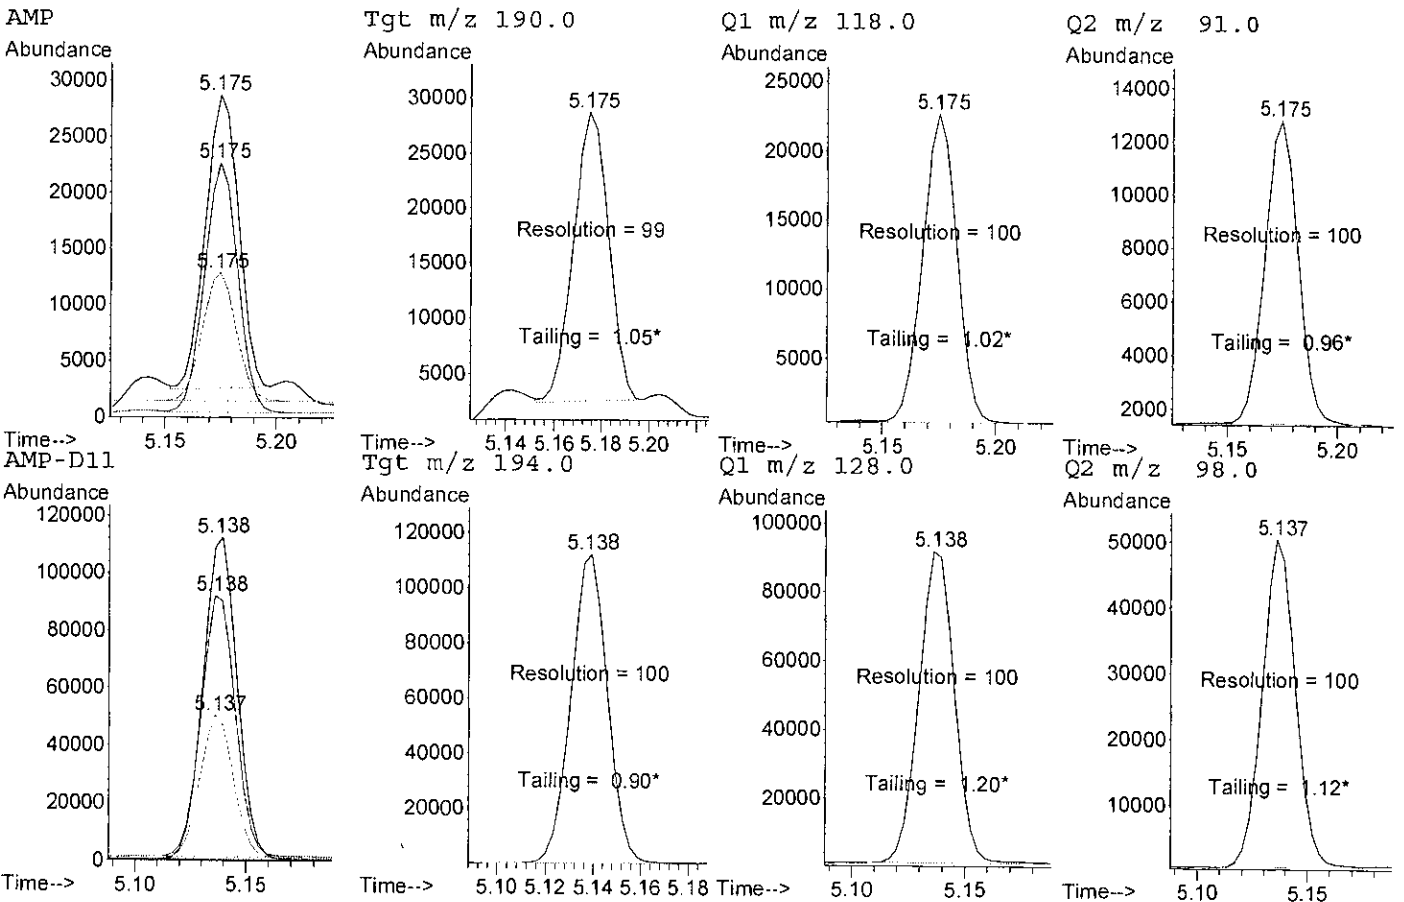 AMP
Abundance
30000
25000
20000
15000
10000
5000
0
5.175
5.175
5.175
Time-->
5.15
5.20
Tgt m/z 190.0
Abundance
30000
25000
20000
15000
10000
5000
5.175
Resolution = 99
Tailing = 1.05*
Time-->
5.14 5.16 5.18 5.20
Q1 m/z 118.0
Abundance
25000
20000
15000
10000
5000
5.175
Resolution = 100
Tailing = 1.02*
Time-->
5.15
5.20
Q2 m/z 91.0
Abundance
14000
12000
10000
8000
6000
4000
2000
5.175
Resolution = 100
Tailing = 0.96*
Time-->
5.15
5.20
AMP-D11
Abundance
120000
100000
80000
60000
40000
20000
0
5.138
5.138
5.137
Time-->
5.10
5.15
Tgt m/z 194.0
Abundance
120000
100000
80000
60000
40000
20000
5.138
Resolution = 100
Tailing = 0.90*
Time-->
5.10 5.12 5.14 5.16 5.18
Q1 m/z 128.0
Abundance
100000
80000
60000
40000
20000
5.138
Resolution = 100
Tailing = 1.20*
Time-->
5.10
5.15
Q2 m/z 98.0
Abundance
50000
40000
30000
20000
10000
5.137
Resolution = 100
Tailing = 1.12*
Time-->
5.10
5.15